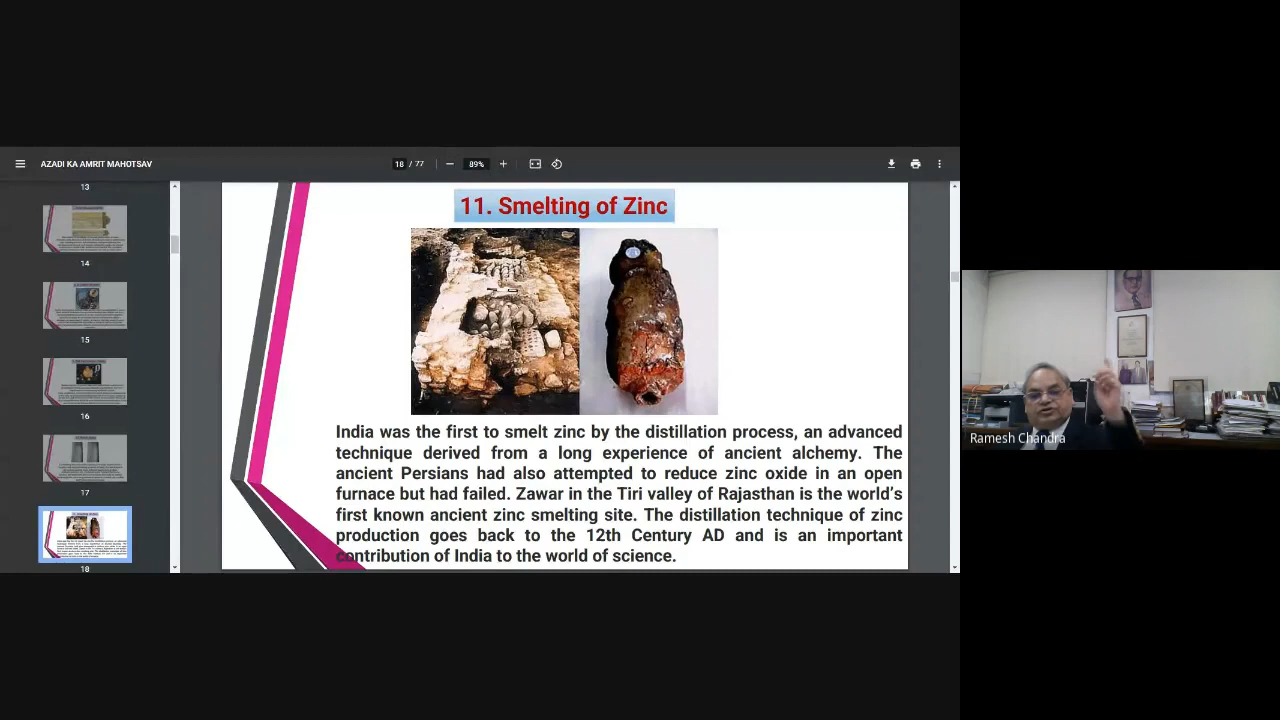 AZADI KA AMRIT MAHOTSAV
18 / 77
89%
13
14
15
16
17
18
11. Smelting of Zinc
India was the first to smelt zinc by the distillation process, an advanced
technique derived from a long experience of ancient alchemy. The
ancient Persians had also attempted to reduce zinc oxide in an open
furnace but had failed. Zawar in the Tiri valley of Rajasthan is the world's
first known ancient zinc smelting site. The distillation technique of zinc
production goes back to the 12th Century AD and is an important
contribution of India to the world of science.
Ramesh Chandra